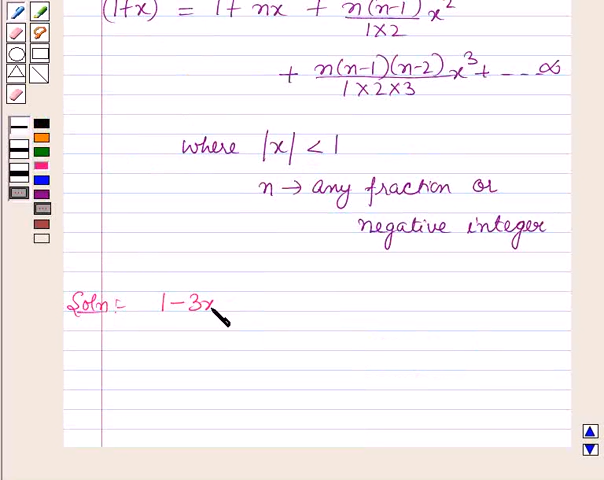 (1+x) = 1+ nx + n(n-1)/1×2 x²
+ n(n-1)(n-2)/1×2×3 x³ + - - - ∞
where |x| < 1
n → any fraction or
negative integer
Soln:- 1-3x